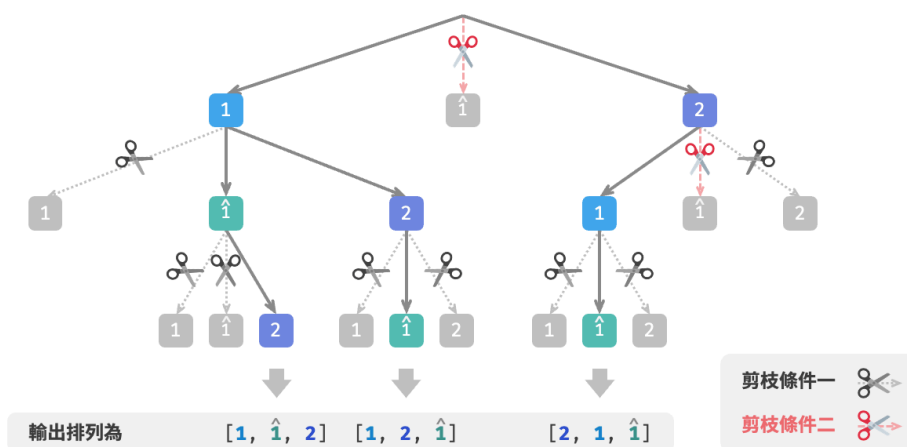 1 1̂ 2
1 1̂ 2 1 1̂ 2
1 1̂ 2 1 1̂ 2 1 1̂ 2
剪枝條件一
剪枝條件二
輸出排列為 [1, 1̂, 2] [1, 2, 1̂] [2, 1, 1̂]